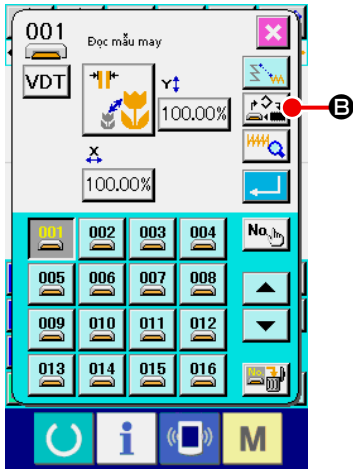 001
Đọc mẫu may
VDT
Y
100.00%
B
X
100.00%
001 002 003 004 No.
005 006 007 008
009 010 011 012
013 014 015 016 No.
i M